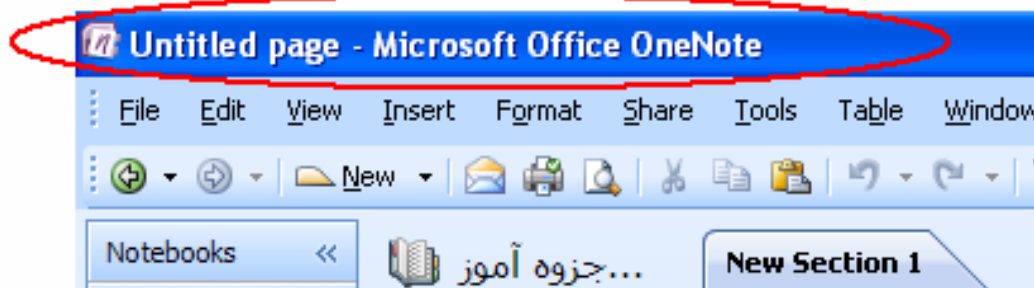 Untitled page - Microsoft Office OneNote
File Edit View Insert Format Share Tools Table Window
New
Notebooks «
جزوه آموز...
New Section 1